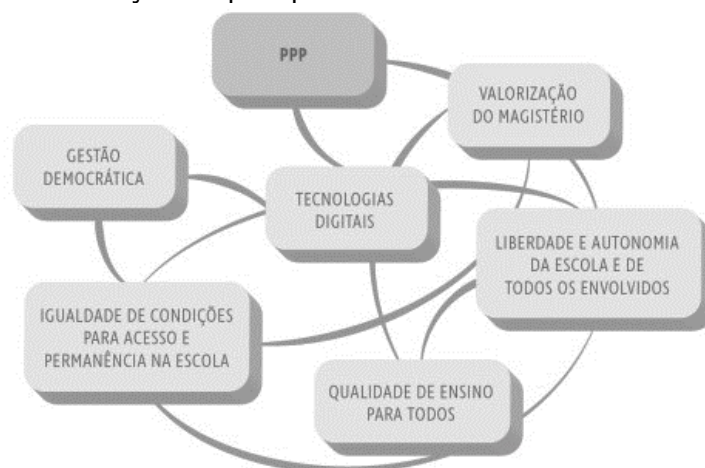 PPP
VALORIZAÇÃO
DO MAGISTÉRIO
GESTÃO
DEMOCRÁTICA
TECNOLOGIAS
DIGITAIS
LIBERDADE E AUTONOMIA
DA ESCOLA E DE
TODOS OS ENVOLVIDOS
IGUALDADE DE CONDIÇÕES
PARA ACESSO E
PERMANÊNCIA NA ESCOLA
QUALIDADE DE ENSINO
PARA TODOS